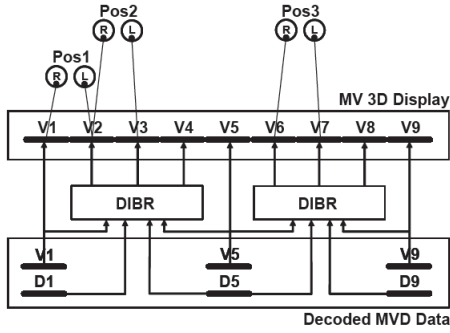 Pos2 Pos3
R L R L
Pos1
R L
MV 3D Display
V1 V2 V3 V4 V5 V6 V7 V8 V9
DIBR DIBR
V1 V5 V9
D1 D5 D9
Decoded MVD Data